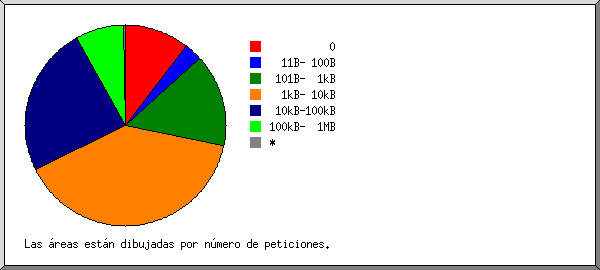 0
11B- 100B
101B- 1kB
1kB- 10kB
10kB-100kB
100kB- 1MB
*
Las áreas están dibujadas por número de peticiones.